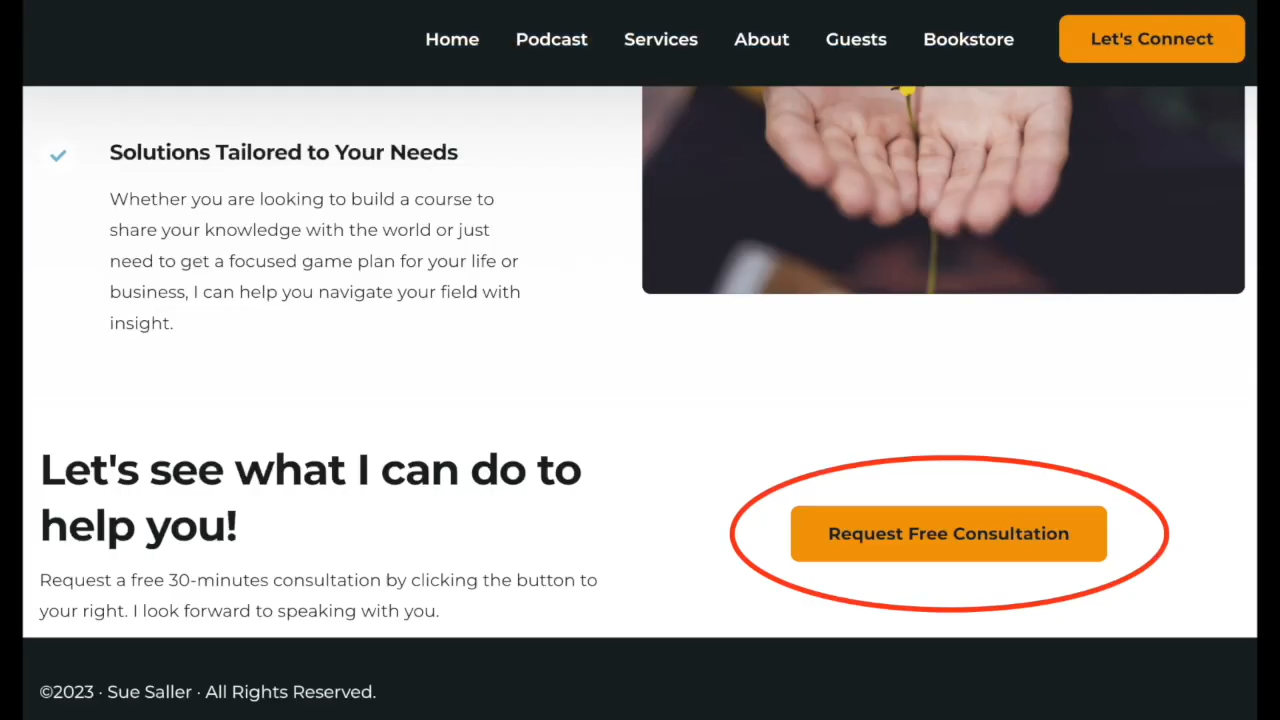 Home Podcast Services About Guests Bookstore Let's Connect
Solutions Tailored to Your Needs
Whether you are looking to build a course to
share your knowledge with the world or just
need to get a focused game plan for your life or
business, I can help you navigate your field with
insight.
Let's see what I can do to
help you!
Request a free 30-minutes consultation by clicking the button to
your right. I look forward to speaking with you.
Request Free Consultation
©2023 · Sue Saller · All Rights Reserved.